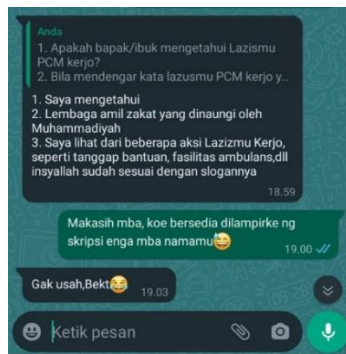 Anda
1. Apakah bapak/ibuk mengetahui Lazismu
PCM kerjo?
2. Bila mendengar kata lazusmu PCM kerjo y...
1. Saya mengetahui
2. Lembaga amil zakat yang dinaungi oleh
Muhammadiyah
3. Saya lihat dari beberapa aksi Lazizmu Kerjo,
seperti tanggap bantuan, fasilitas ambulans,dll
insyallah sudah sesuai dengan slogannya
18.59
Makasih mba, koe bersedia dilampirke ng
skripsi enga mba namamu😅
19.00
Gak usah,Bekti😂
19.03
Ketik pesan